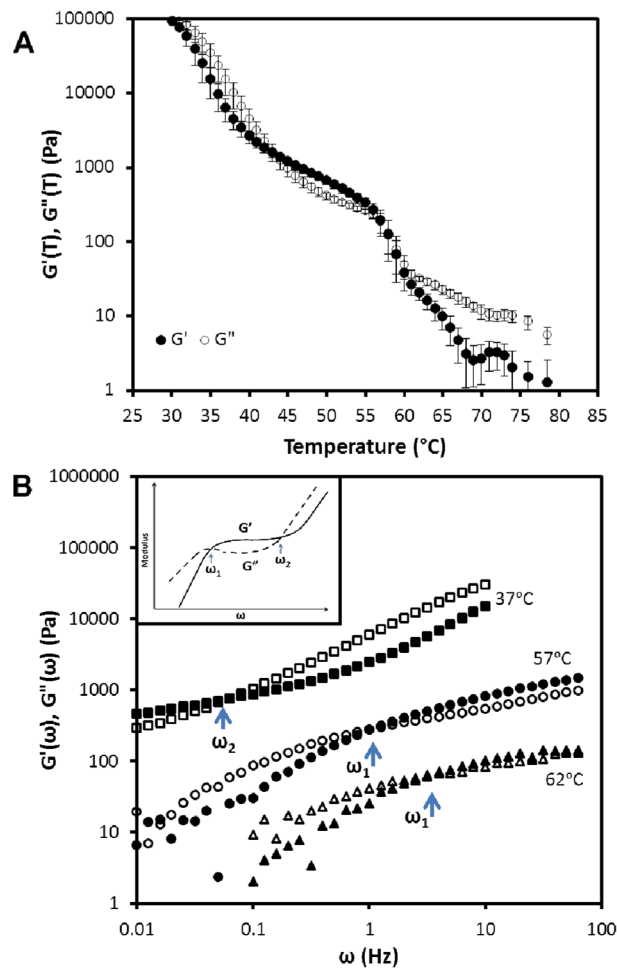 A
100000
10000
1000
100
10
1
G'(T), G"(T) (Pa)
G' G"
25 30 35 40 45 50 55 60 65 70 75 80 85
Temperature (°C)
B
1000000
100000
10000
1000
100
10
1
G'(ω), G"(ω) (Pa)
Modulus
G'
G"
ω₁
ω₂
ω
37°C
57°C
62°C
ω₂
ω₁
ω₁
0.01 0.1 1 10 100
ω (Hz)